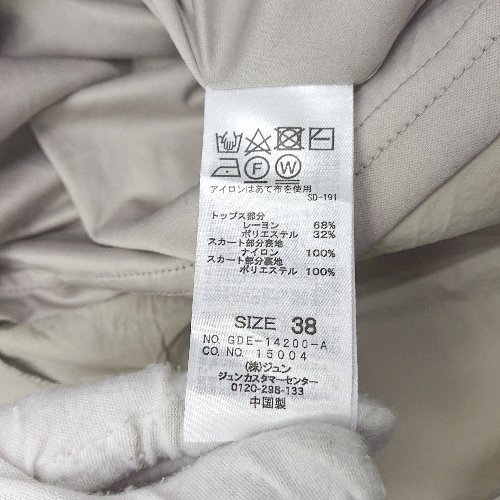 アイロンはあて布を使用
SD-191
トップス部分
レーヨン 68%
ポリエステル 32%
スカート部分表地
ナイロン 100%
スカート部分裏地
ポリエステル 100%
SIZE 38
NO. GDE-14200-A
CO. NO. 15004
(株)ジュン
ジュンカスタマーセンター
0120-298-133
中国製